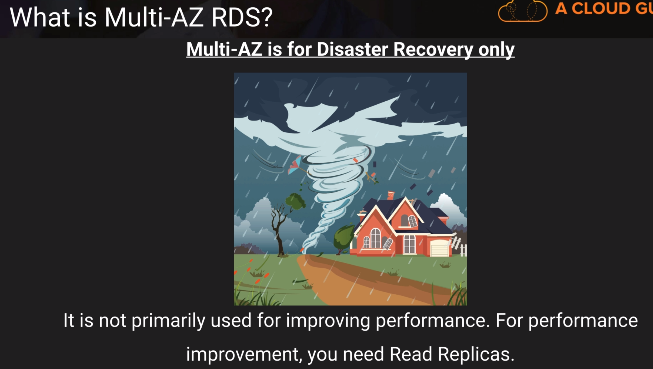 What is Multi-AZ RDS?
A CLOUD GU
Multi-AZ is for Disaster Recovery only
It is not primarily used for improving performance. For performance
improvement, you need Read Replicas.